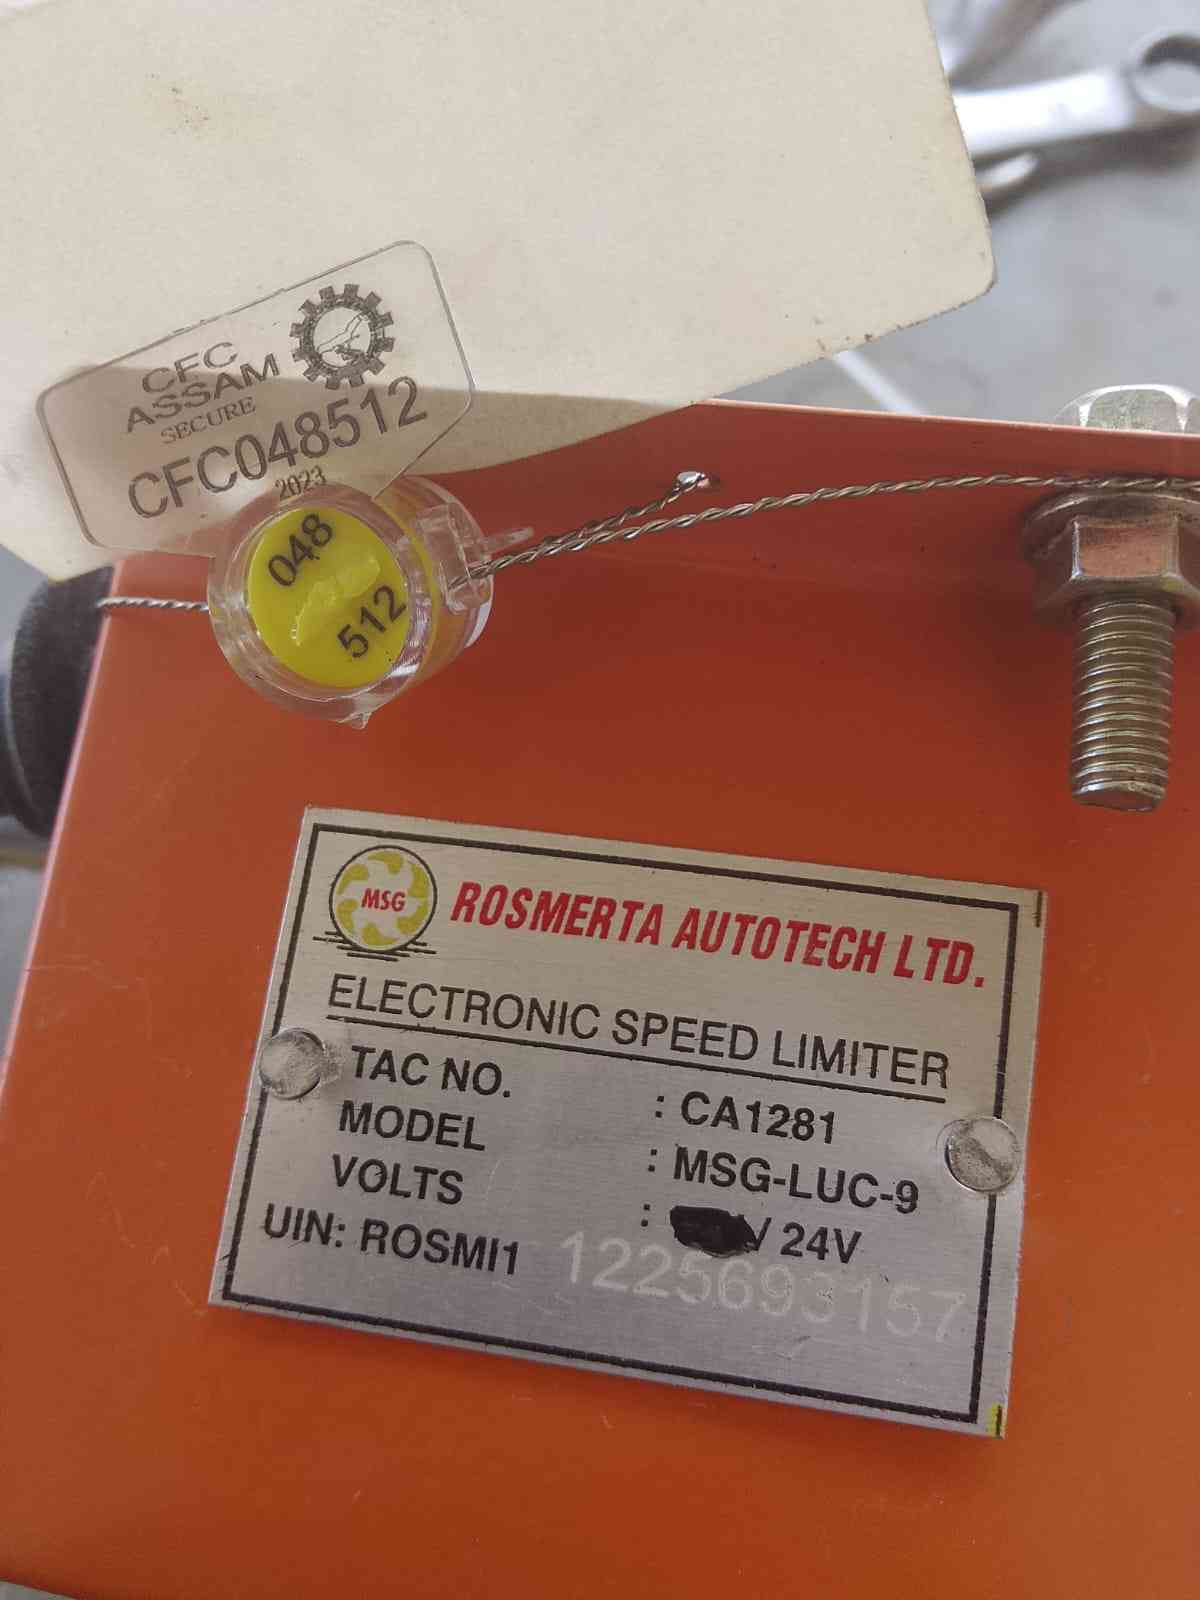 CFC
ASSAM
SECURE
CFC048512
2023
048
512
MSG
ROSMERTA AUTOTECH LTD.
ELECTRONIC SPEED LIMITER
TAC NO. : CA1281
MODEL : MSG-LUC-9
VOLTS : V 24V
UIN: ROSMI1 1225693157